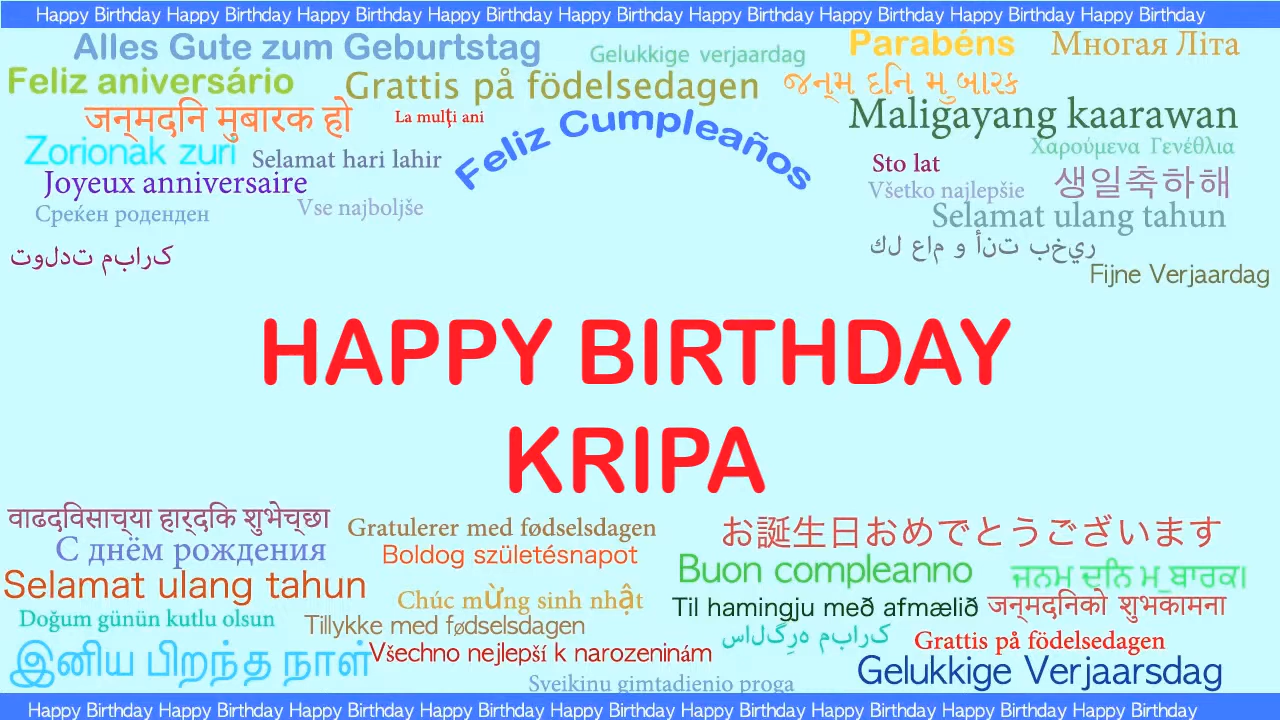 Happy Birthday Happy Birthday Happy Birthday Happy Birthday Happy Birthday Happy Birthday Happy Birthday Happy Birthday Happy Birthday
Alles Gute zum Geburtstag
Gelukkige verjaardag
Parabéns
Многая Літа
Feliz aniversário
Grattis på födelsedagen
જન્મ દિન મુબારક
जन्मदिन मुबारक हो
La mulţi ani
Feliz Cumpleaños
Maligayang kaarawan
Χαρούμενα Γενέθλια
Zorionak zuri
Selamat hari lahir
Sto lat
Joyeux anniversaire
Všetko najlepšie
생일축하해
Среќен роденден
Vse najboljše
Selamat ulang tahun
تولدت مبارک
كل عام و أنت بخير
Fijne Verjaardag
HAPPY BIRTHDAY
KRIPA
वाढदिवसाच्या हार्दिक शुभेच्छा
Gratulerer med fødselsdagen
お誕生日おめでとうございます
С днём рождения
Boldog születésnapot
Buon compleanno
ਜਨਮ ਦਿਨ ਮੁਬਾਰਕ।
Selamat ulang tahun
Chúc mừng sinh nhật
Til hamingju með afmælið
जन्मदिनको शुभकामना
Doğum günün kutlu olsun
Tillykke med fødselsdagen
سالگِرہ مبارک
Grattis på födelsedagen
இனிய பிறந்த நாள்
Všechno nejlepší k narozeninám
Gelukkige Verjaarsdag
Sveikinu gimtadienio proga
Happy Birthday Happy Birthday Happy Birthday Happy Birthday Happy Birthday Happy Birthday Happy Birthday Happy Birthday Happy Birthday